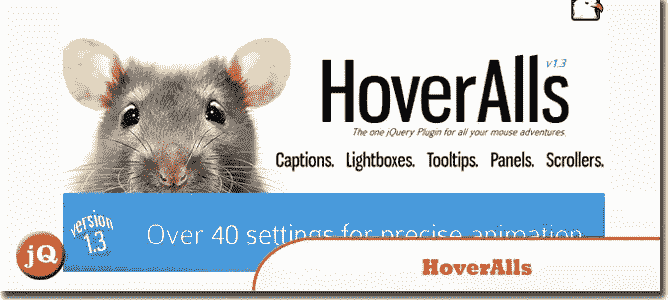 HoverAlls
v1.3
The one jQuery Plugin for all your mouse adventures.
Captions. Lightboxes. Tooltips. Panels. Scrollers.
version
1.3
Over 40 settings for precise animation
jQ
HoverAlls